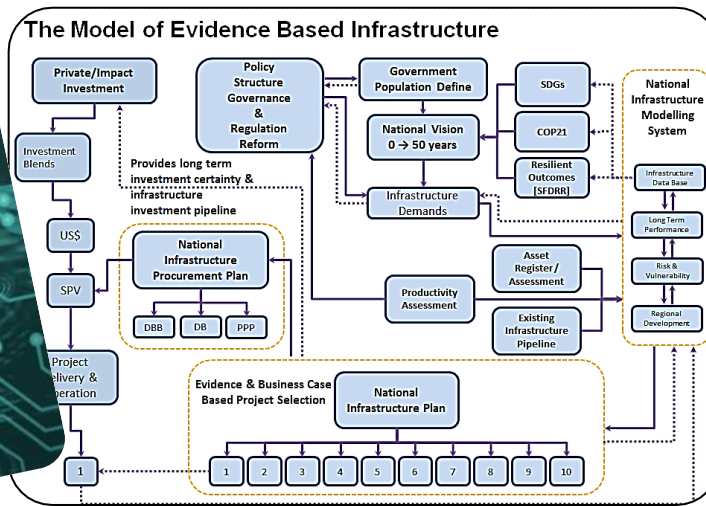 The Model of Evidence Based Infrastructure
Private/Impact
Investment
Investment
Blends
US$
SPV
Project
elivery &
peration
1
Provides long term
investment certainty &
infrastructure
investment pipeline
National
Infrastructure
Procurement Plan
DBB
DB
PPP
Policy
Structure
Governance
&
Regulation
Reform
Government
Population Define
National Vision
0 → 50 years
Infrastructure
Demands
SDGs
COP21
Resilient
Outcomes
[SFDRR]
Productivity
Assessment
Asset
Register/
Assessment
Existing
Infrastructure
Pipeline
National
Infrastructure
Modelling
System
Infrastructure
Data Base
Long Term
Performance
Risk &
Vulnerability
Regional
Development
Evidence & Business Case
Based Project Selection
National
Infrastructure Plan
1 2 3 4 5 6 7 8 9 10